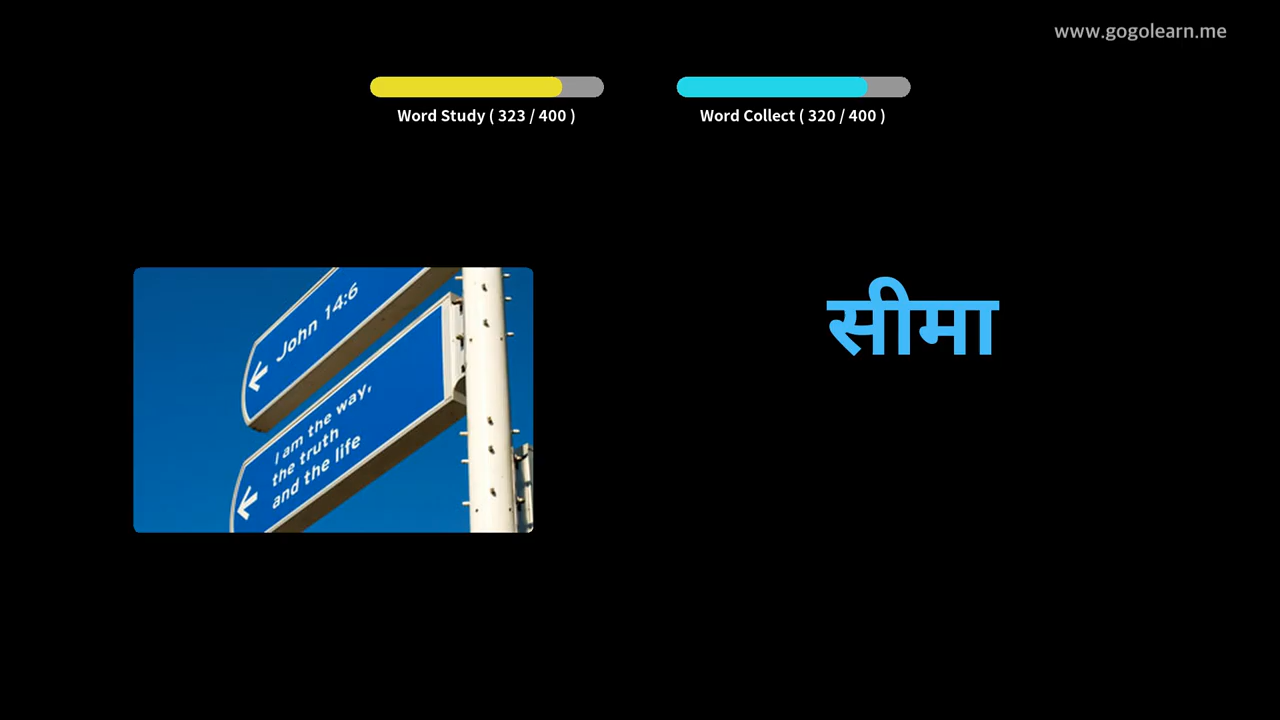 www.gogolearn.me
Word Study ( 323 / 400 )
Word Collect ( 320 / 400 )
John 14:6
I am the way,
the truth
and the life
सीमा